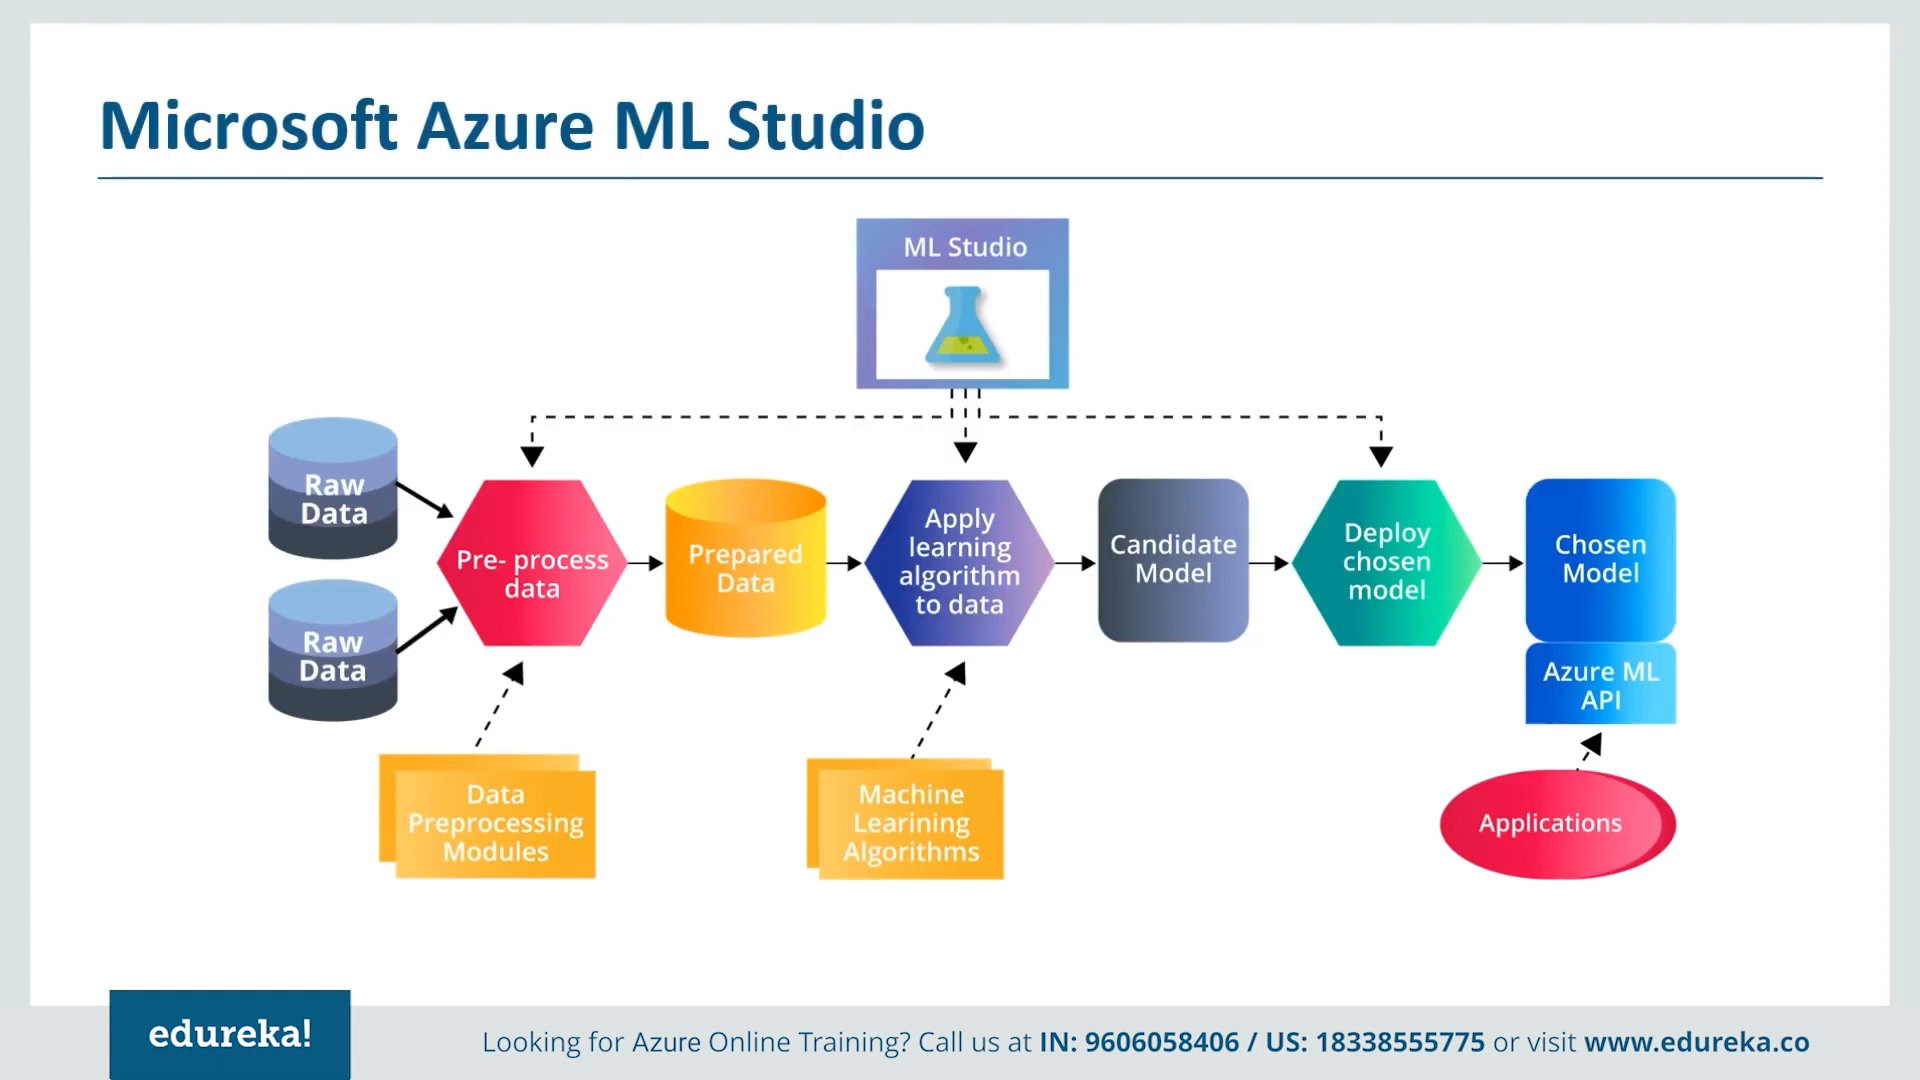 Microsoft Azure ML Studio
ML Studio
Raw
Data
Raw
Data
Pre- process
data
Prepared
Data
Apply
learning
algorithm
to data
Candidate
Model
Deploy
chosen
model
Chosen
Model
Azure ML
API
Data
Preprocessing
Modules
Machine
Learining
Algorithms
Applications
edureka!
Looking for Azure Online Training? Call us at IN: 9606058406 / US: 18338555775 or visit www.edureka.co